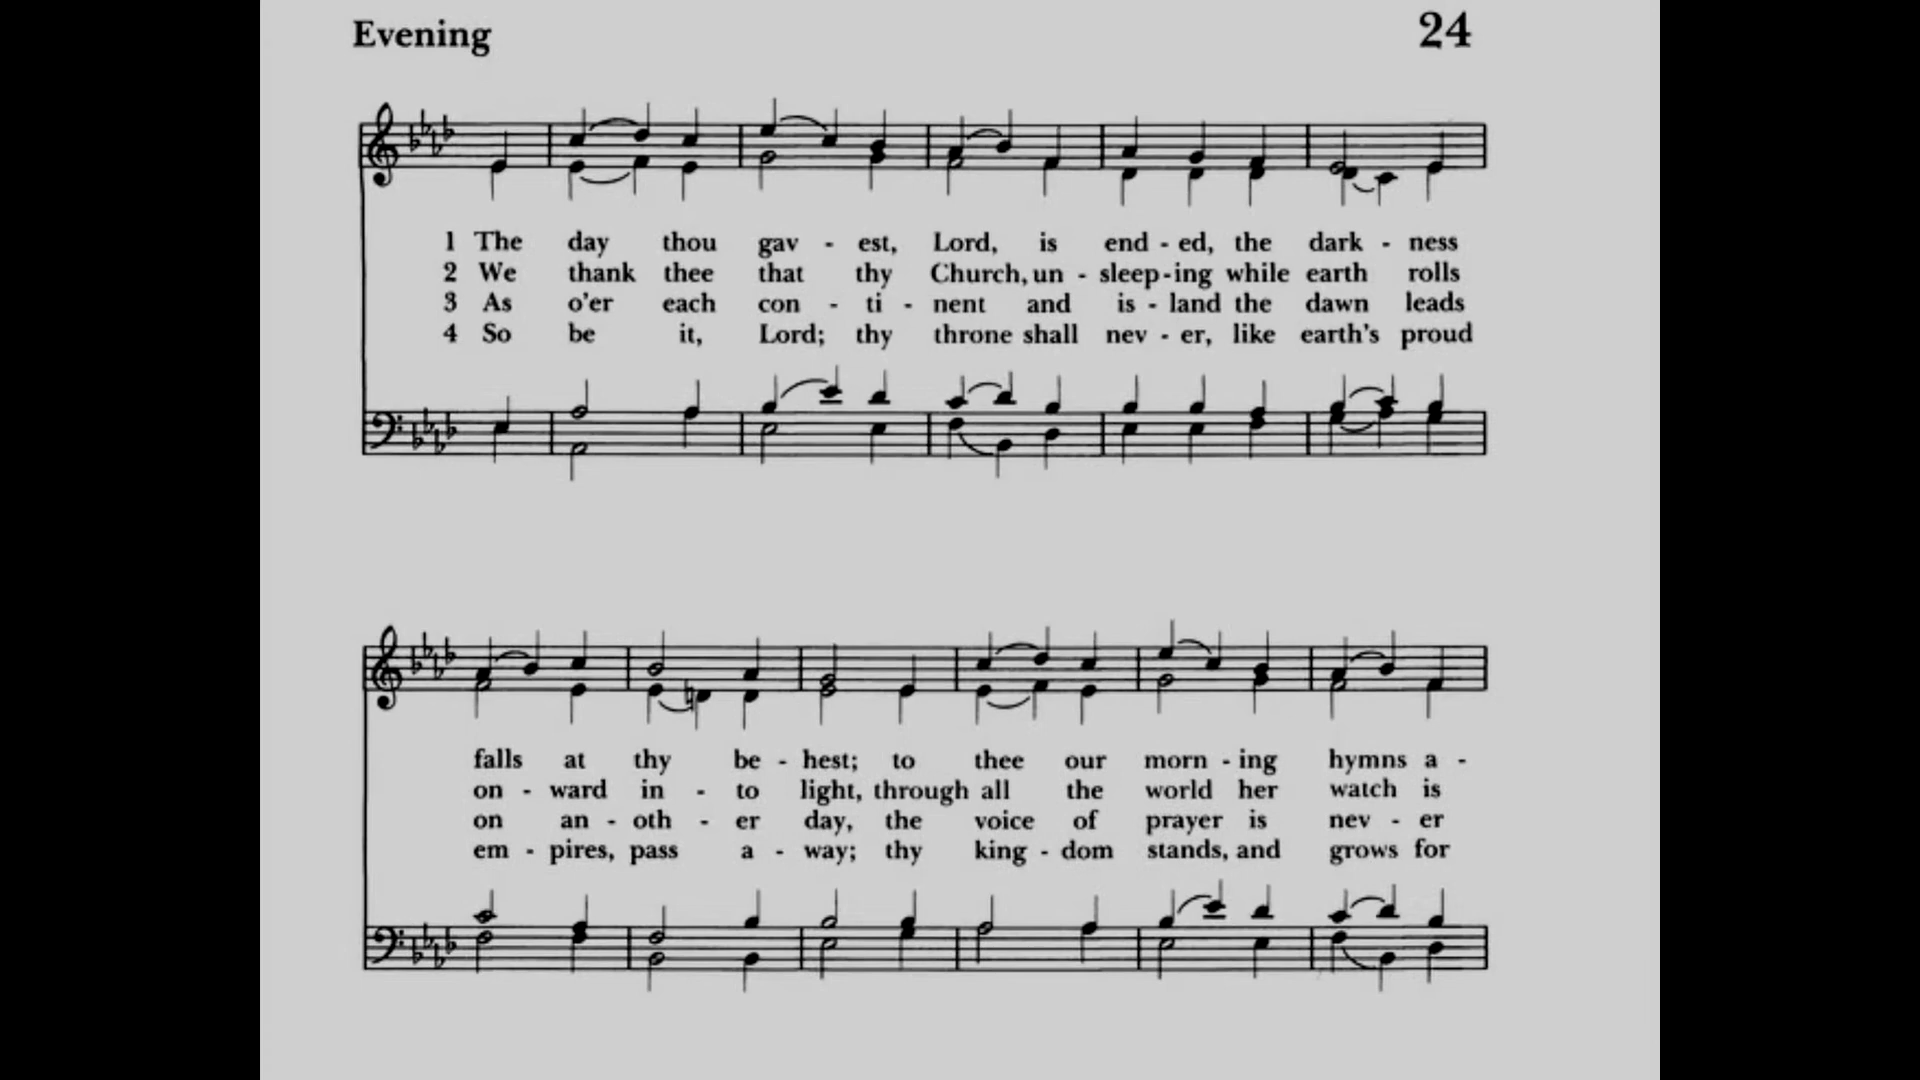 Evening 24
1 The day thou gav - est, Lord, is end - ed, the dark - ness
2 We thank thee that thy Church, un - sleep - ing while earth rolls
3 As o'er each con - ti - nent and is - land the dawn leads
4 So be it, Lord; thy throne shall nev - er, like earth's proud
falls at thy be - hest; to thee our morn - ing hymns a -
on - ward in - to light, through all the world her watch is
on an - oth - er day, the voice of prayer is nev - er
em - pires, pass a - way; thy king - dom stands, and grows for